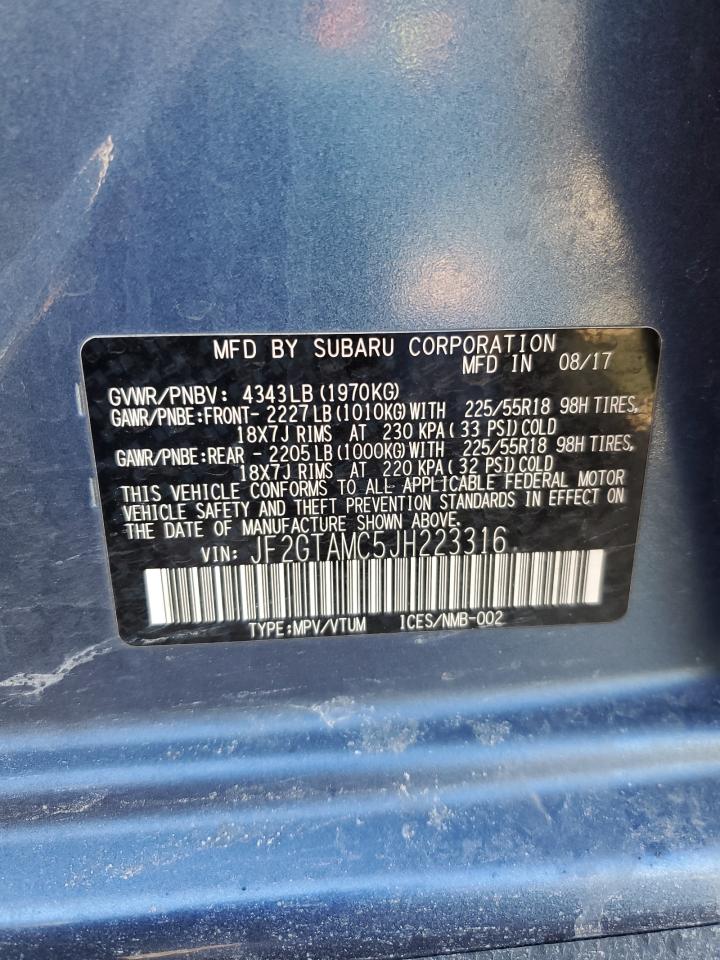 MFD BY SUBARU CORPORATION
MFD IN 08/17
GVWR/PNBV: 4343LB (1970KG)
GAWR/PNBE:FRONT- 2227LB (1010KG) WITH 225/55R18 98H TIRES,
18X7J RIMS AT 230 KPA ( 33 PSI) COLD
GAWR/PNBE:REAR - 2205LB (1000KG) WITH 225/55R18 98H TIRES,
18X7J RIMS AT 220 KPA ( 32 PSI) COLD
THIS VEHICLE CONFORMS TO ALL APPLICABLE FEDERAL MOTOR
VEHICLE SAFETY AND THEFT PREVENTION STANDARDS IN EFFECT ON
THE DATE OF MANUFACTURE SHOWN ABOVE.
VIN: JF2GTAMC5JH223316
TYPE:MPV/VTUM ICES/NMB-002